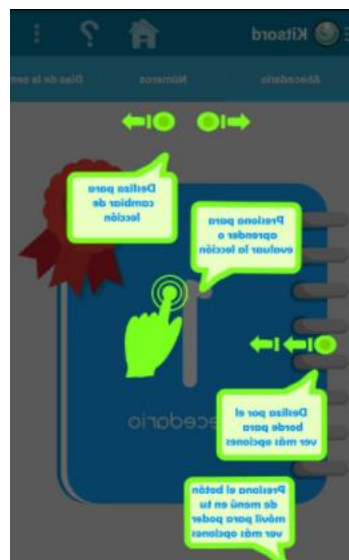 Kitsord
?
Abecedario Números Días de la sem
Desliza para
cambiar de
lección
Presiona para
aprender o
evaluar la lección
Desliza por el
borde para
ver más opciones
ecedario
Presiona el botón
de menú en tu
móvil para poder
ver más opciones